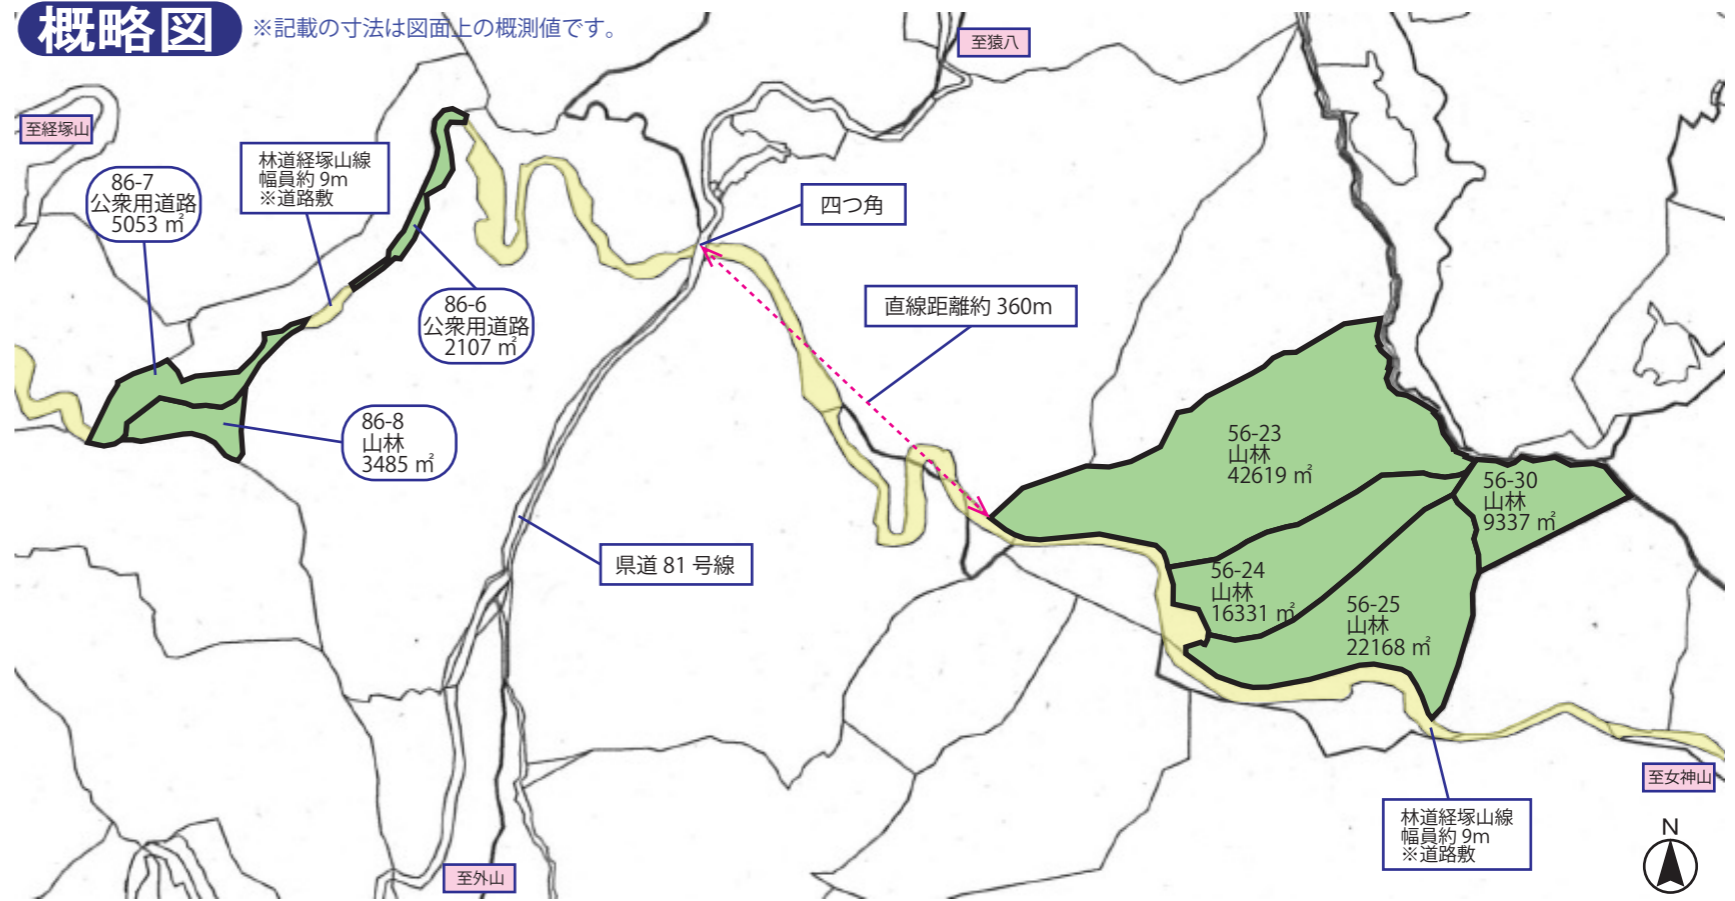 概略図
※記載の寸法は図面上の概測値です。
至猿八
至経塚山
林道経塚山線
幅員約 9m
※道路敷
86-7
公衆用道路
5053 ㎡
四つ角
86-6
公衆用道路
2107 ㎡
直線距離約 360m
86-8
山林
3485 ㎡
56-23
山林
42619 ㎡
56-30
山林
9337 ㎡
県道 81 号線
56-24
山林
16331 ㎡
56-25
山林
22168 ㎡
至女神山
林道経塚山線
幅員約 9m
※道路敷
N
至外山